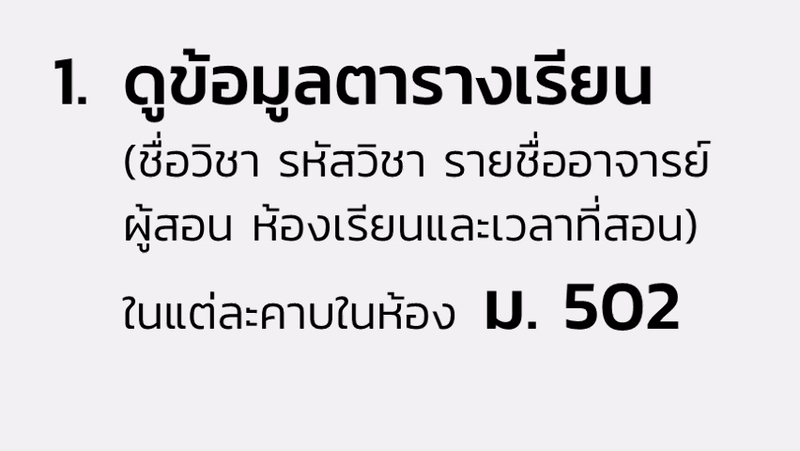 1. ดูข้อมูลตารางเรียน
(ชื่อวิชา รหัสวิชา รายชื่ออาจารย์
ผู้สอน ห้องเรียนและเวลาที่สอน)
ในแต่ละคาบในห้อง ม. 502